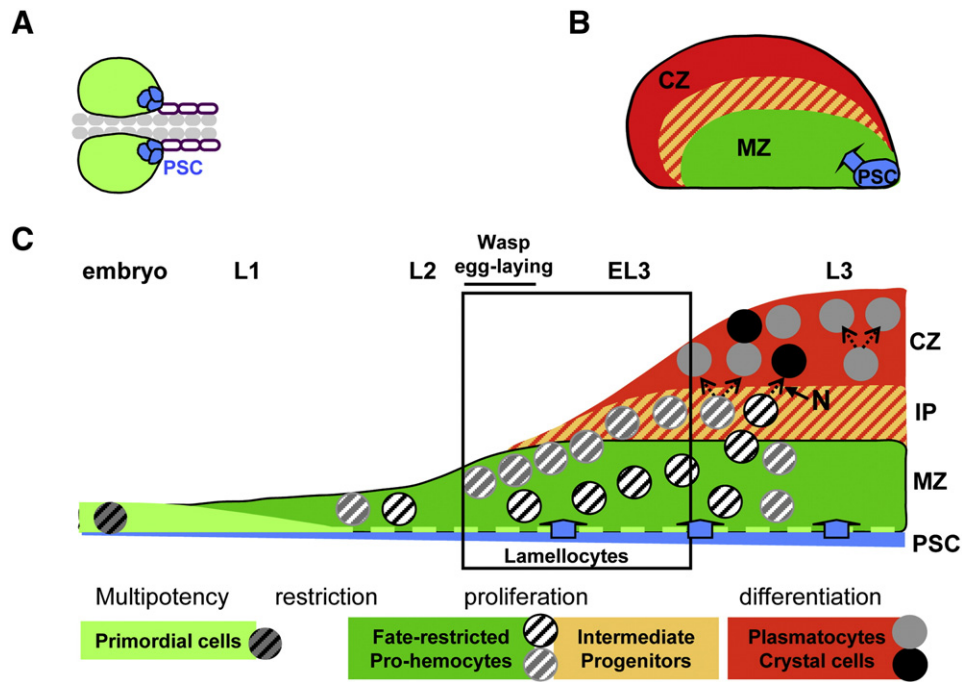 A
PSC
B
CZ
MZ
PSC
C
Wasp
egg-laying
embryo L1 L2 EL3 L3
CZ
N
IP
MZ
PSC
Lamellocytes
Multipotency restriction proliferation differentiation
Primordial cells
Fate-restricted
Pro-hemocytes
Intermediate
Progenitors
Plasmatocytes
Crystal cells